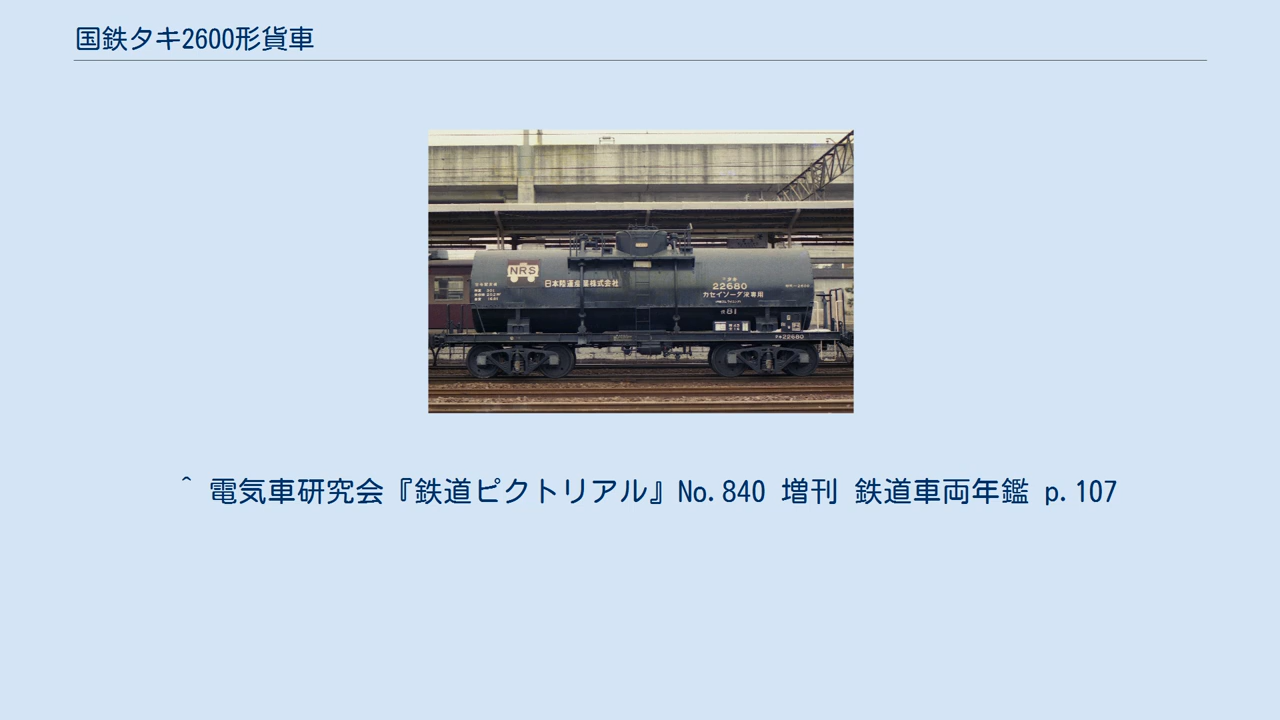 国鉄タキ2600形貨車
NRS
日本陸運産業株式会社
22680
カセイソーダ液専用
81
タキ22680
^ 電気車研究会『鉄道ピクトリアル』No.840 増刊 鉄道車両年鑑 p.107